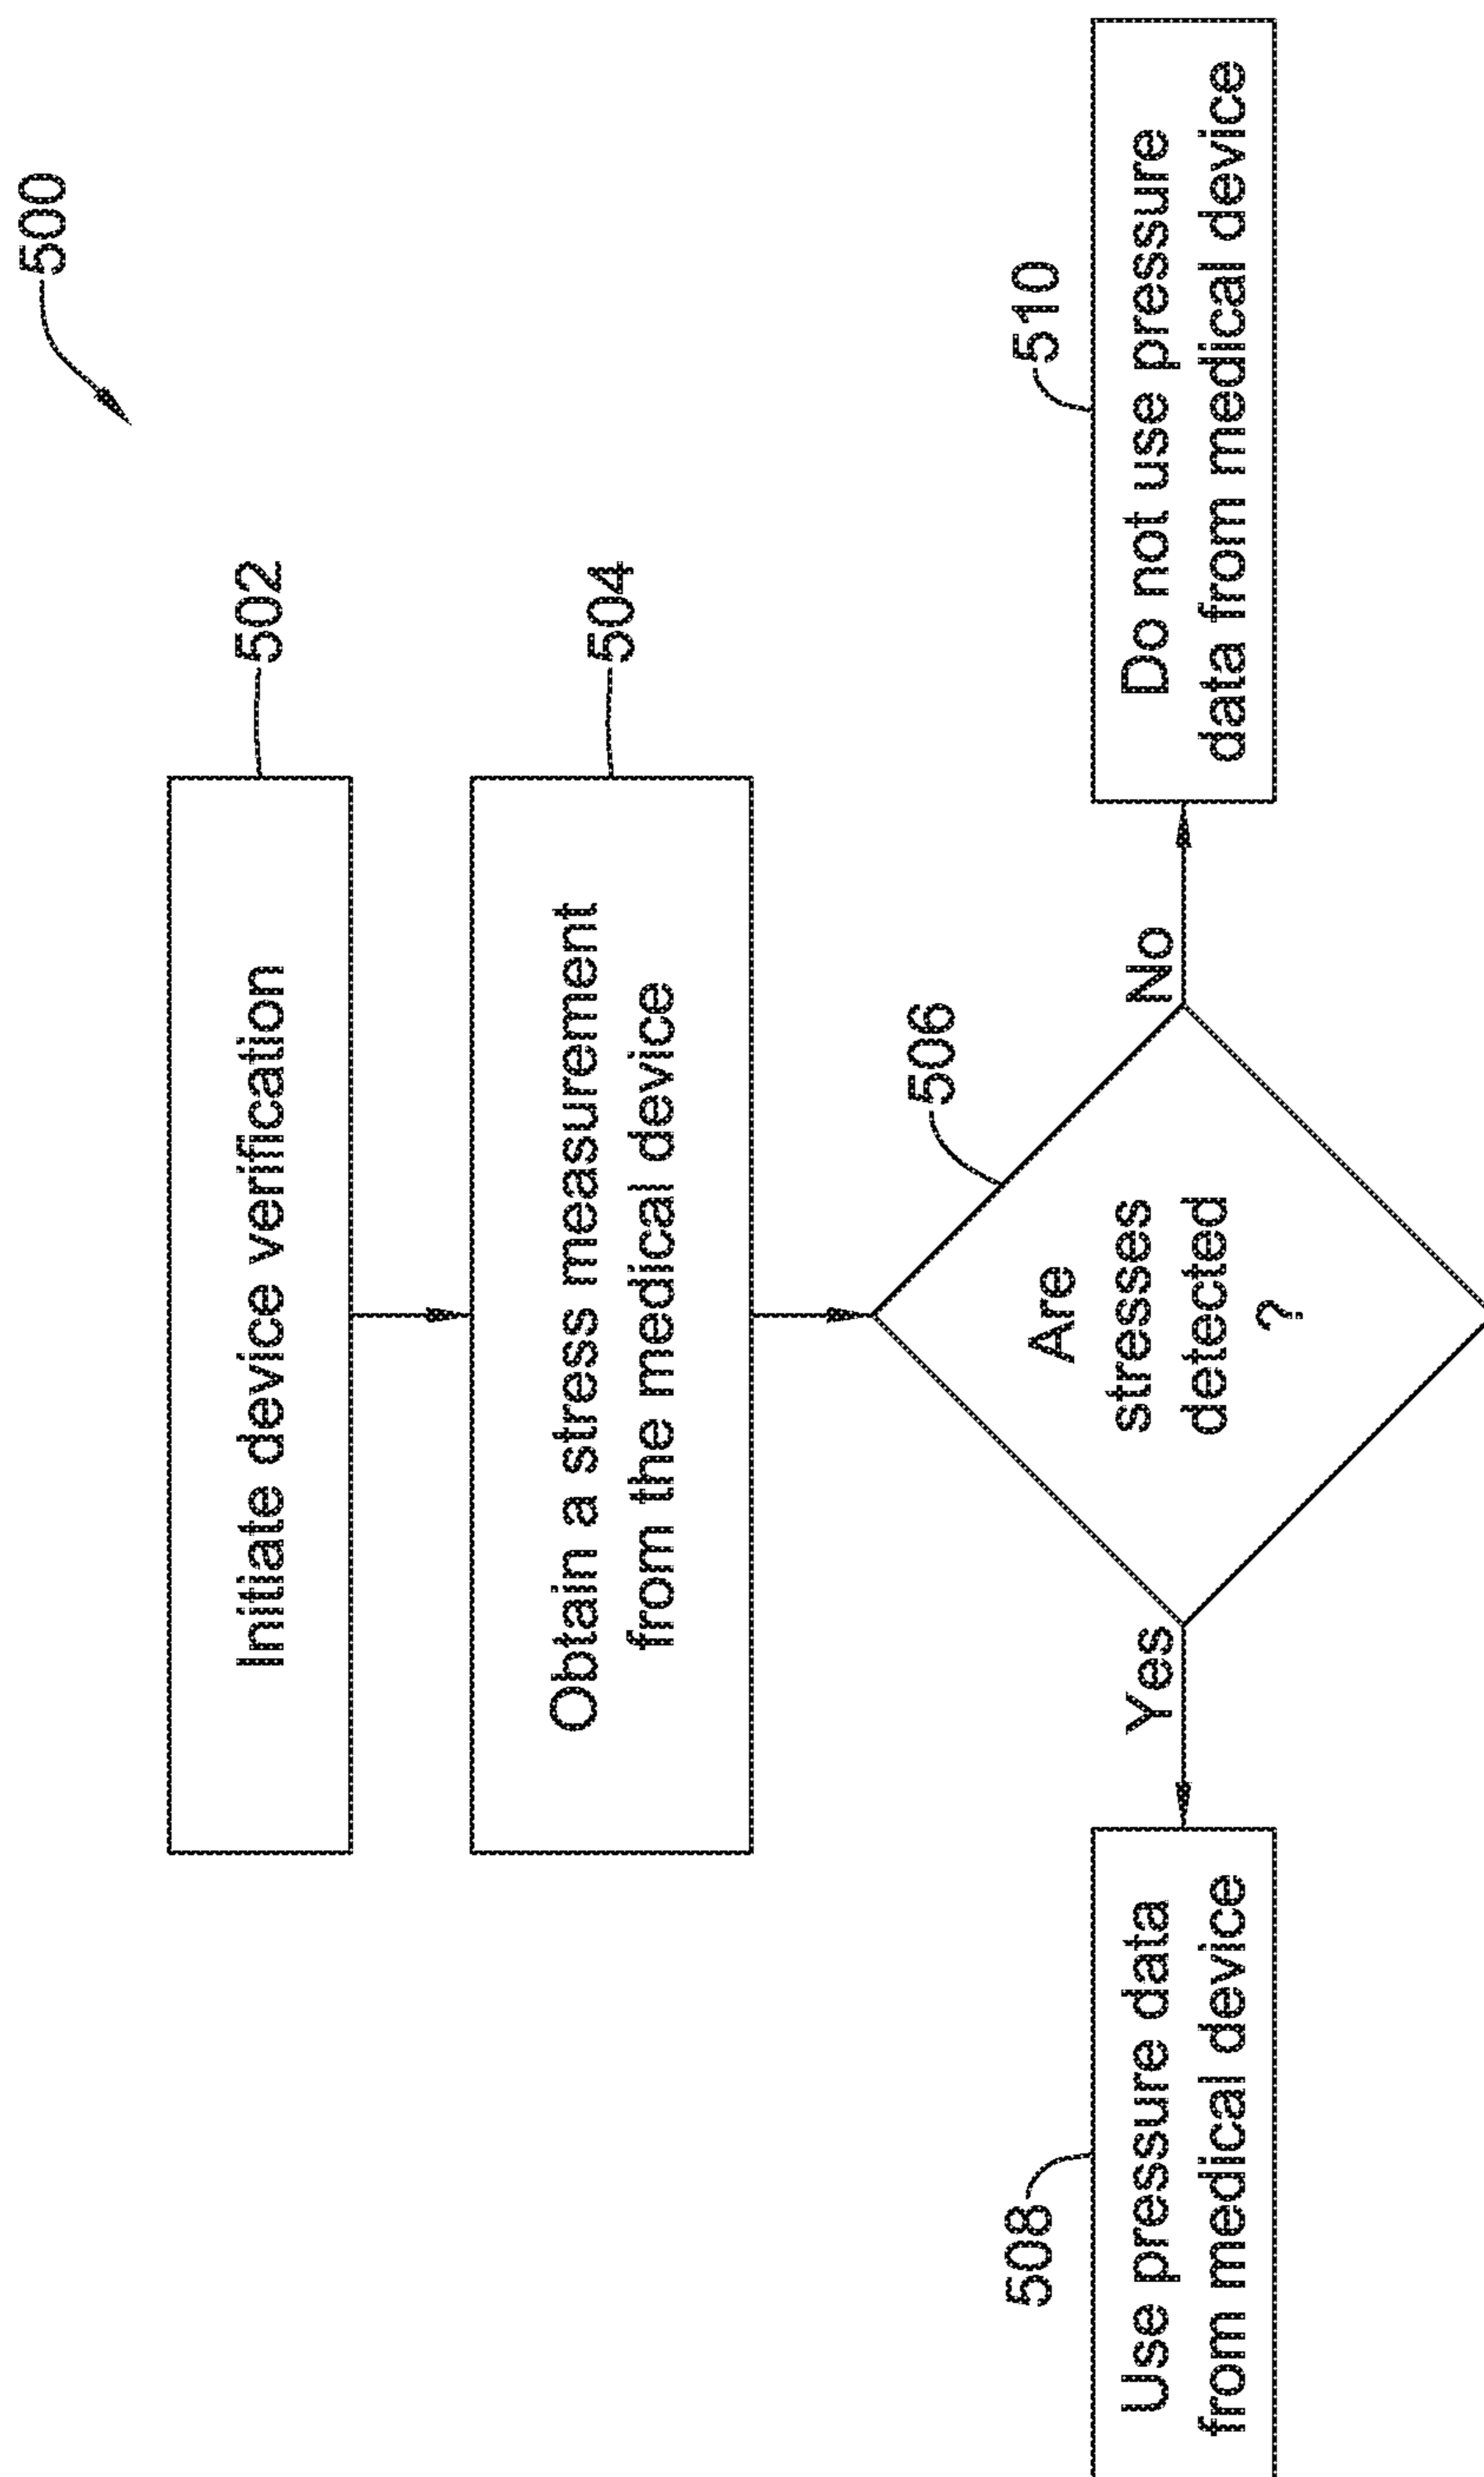 500
502
Initiate device verification
504
Obtain a stress measurement
from the medical device
506
Are
stresses
detected
?
Yes
No
508
Use pressure data
from medical device
510
Do not use pressure
data from medical device